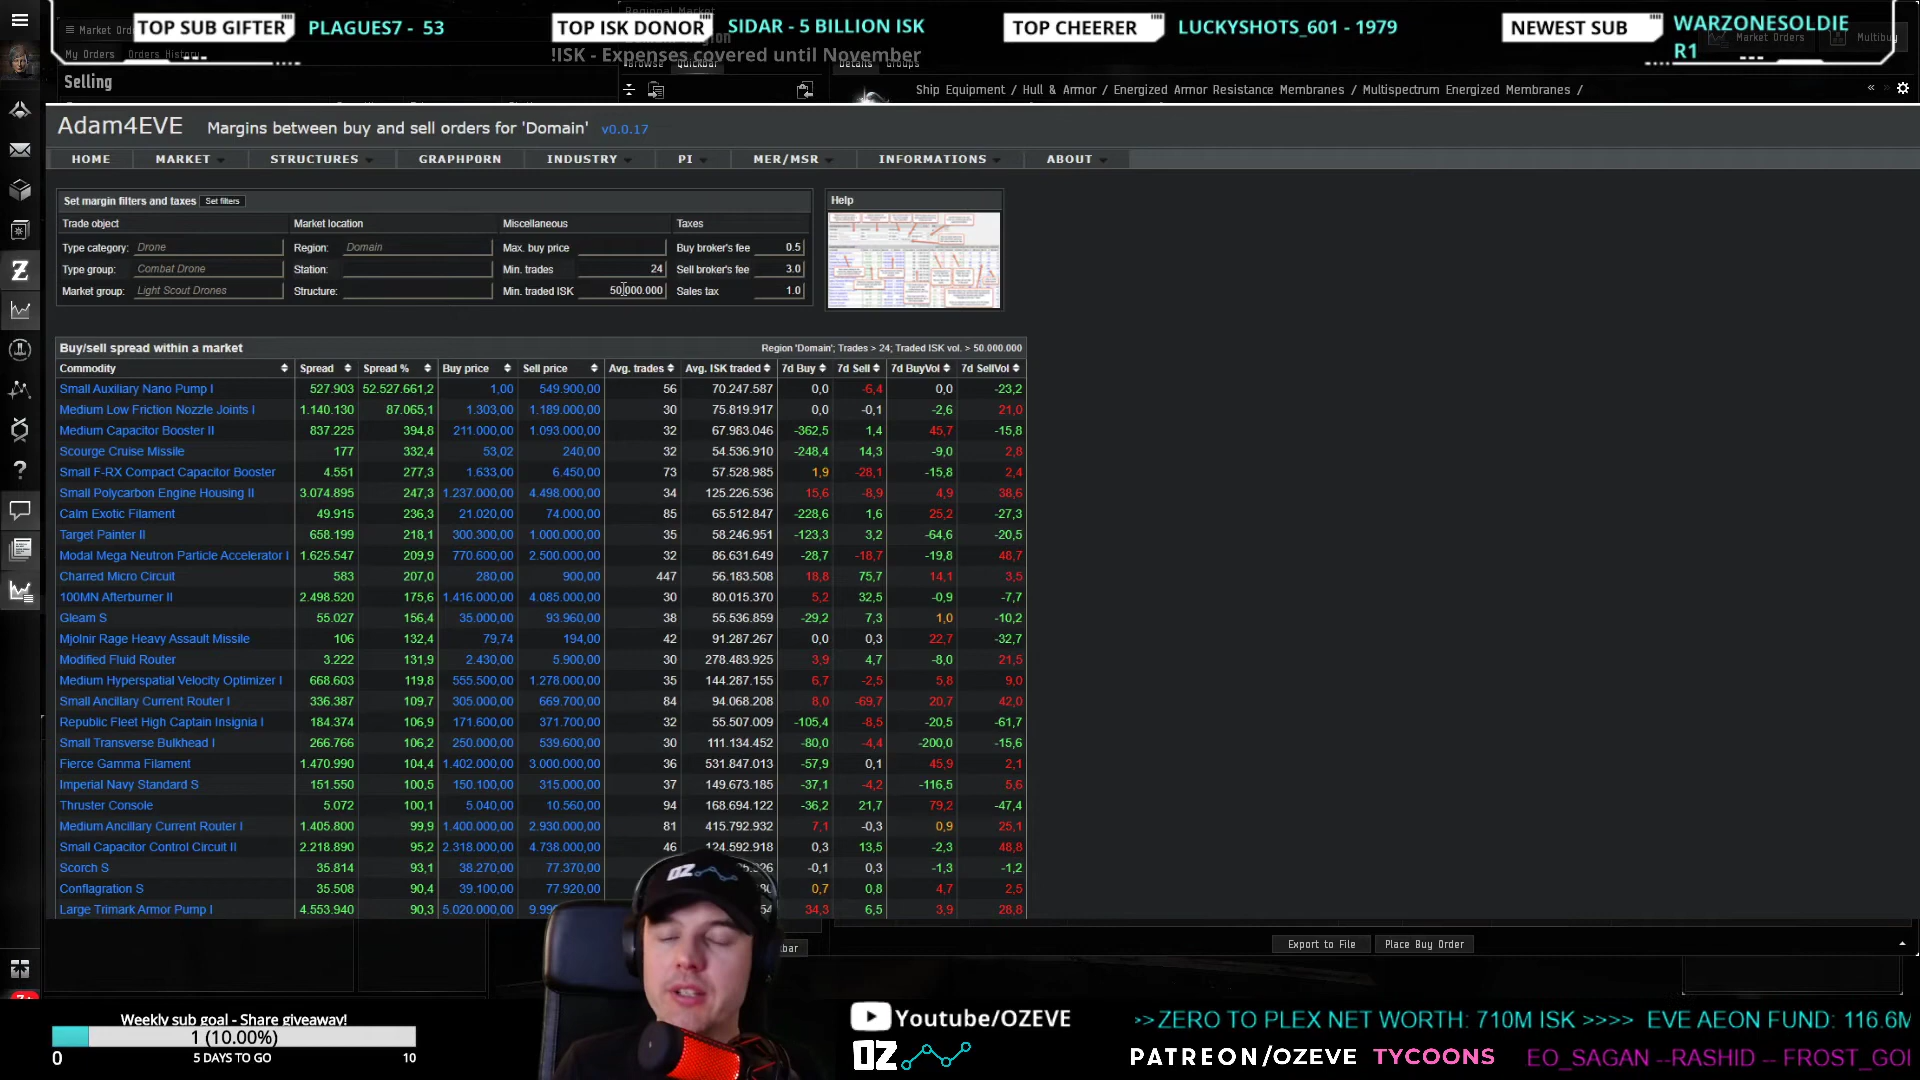 TOP SUB GIFTER PLAGUES7 - 53
TOP ISK DONOR SIDAR - 5 BILLION ISK
TOP CHEERER LUCKYSHOTS_601 - 1979
NEWEST SUB WARZONESOLDIE
R1
!ISK - Expenses covered until November
Market Orders
Multibu
My Orders Orders History
Selling
Ship Equipment / Hull & Armor / Energized Armor Resistance Membranes / Multispectrum Energized Membranes /
Adam4EVE Margins between buy and sell orders for 'Domain' v0.0.17
HOME MARKET STRUCTURES GRAPHP0RN INDUSTRY PI MER/MSR INFORMATIONS ABOUT
Set margin filters and taxes Set filters
Help
Trade object Market location Miscellaneous Taxes
Type category: Drone Region: Domain Max. buy price Buy broker's fee 0.5
Type group: Combat Drone Station: Min. trades 24 Sell broker's fee 3.0
Market group: Light Scout Drones Structure: Min. traded ISK 50.000.000 Sales tax 1.0
Buy/sell spread within a market Region 'Domain'; Trades > 24; Traded ISK vol. > 50.000.000
Commodity Spread Spread % Buy price Sell price Avg. trades Avg. ISK traded 7d Buy 7d Sell 7d BuyVol 7d SellVol
Small Auxiliary Nano Pump I 527.903 52.527.661,2 1,00 549.900,00 56 70.247.587 0,0 -6,4 0,0 -23,2
Medium Low Friction Nozzle Joints I 1.140.130 87.065,1 1.303,00 1.189.000,00 30 75.819.917 0,0 -0,1 -2,6 21,0
Medium Capacitor Booster II 837.225 394,8 211.000,00 1.093.000,00 32 67.983.046 -362,5 1,4 45,7 -15,8
Scourge Cruise Missile 177 332,4 53,02 240,00 32 54.536.910 -248,4 14,3 -9,0 2,8
Small F-RX Compact Capacitor Booster 4.551 277,3 1.633,00 6.450,00 73 57.528.985 1,9 -28,1 -15,8 2,4
Small Polycarbon Engine Housing II 3.074.895 247,3 1.237.000,00 4.498.000,00 34 125.226.536 15,6 -8,9 4,9 38,6
Calm Exotic Filament 49.915 236,3 21.020,00 74.000,00 85 65.512.847 -228,6 1,6 25,2 -27,3
Target Painter II 658.199 218,1 300.300,00 1.000.000,00 35 58.246.951 -123,3 3,2 -64,6 -20,5
Modal Mega Neutron Particle Accelerator I 1.625.547 209,9 770.600,00 2.500.000,00 32 86.631.649 -28,7 -18,7 -19,8 48,7
Charred Micro Circuit 583 207,0 280,00 900,00 447 56.183.508 18,8 75,7 14,1 3,5
100MN Afterburner II 2.498.520 175,6 1.416.000,00 4.085.000,00 30 80.015.370 5,2 32,5 -0,9 -7,7
Gleam S 55.027 156,4 35.000,00 93.960,00 38 55.536.859 -29,2 7,3 1,0 -10,2
Mjolnir Rage Heavy Assault Missile 106 132,4 79,74 194,00 42 91.287.267 0,0 0,3 22,7 -32,7
Modified Fluid Router 3.222 131,9 2.430,00 5.900,00 30 278.483.925 3,9 4,7 -8,0 21,5
Medium Hyperspatial Velocity Optimizer I 668.603 119,8 555.500,00 1.278.000,00 35 144.287.155 6,7 -2,5 5,8 9,0
Small Ancillary Current Router I 336.387 109,7 305.000,00 669.700,00 84 94.068.208 8,0 -69,7 20,7 42,0
Republic Fleet High Captain Insignia I 184.374 106,9 171.600,00 371.700,00 32 55.507.009 -105,4 -8,5 -20,5 -61,7
Small Transverse Bulkhead I 266.766 106,2 250.000,00 539.600,00 30 111.134.452 -80,0 -4,4 -200,0 -15,6
Fierce Gamma Filament 1.470.990 104,4 1.402.000,00 3.000.000,00 36 531.847.013 -57,9 0,1 45,9 2,1
Imperial Navy Standard S 151.550 100,5 150.100,00 315.000,00 37 149.673.185 -37,1 -4,2 -116,5 5,6
Thruster Console 5.072 100,1 5.040,00 10.560,00 94 168.694.122 -36,2 21,7 79,2 -47,4
Medium Ancillary Current Router I 1.405.800 99,9 1.400.000,00 2.930.000,00 81 415.792.932 7,1 -0,3 0,9 25,1
Small Capacitor Control Circuit II 2.218.890 95,2 2.318.000,00 4.738.000,00 46 124.592.918 0,3 13,5 -2,3 48,8
Scorch S 35.814 93,1 38.270,00 77.370,00 -0,1 0,3 -1,3 -1,2
Conflagration S 35.508 90,4 39.100,00 77.920,00 0,7 0,8 4,7 2,5
Large Trimark Armor Pump I 4.553.940 90,3 5.020.000,00 34,3 6,5 3,9 28,8
Export to File Place Buy Order
OZ
Weekly sub goal - Share giveaway!
1 (10.00%)
0 5 DAYS TO GO 10
Youtube/OZEVE
OZ
>>ZERO TO PLEX NET WORTH: 710M ISK >>>> EVE AEON FUND: 116.6M
PATREON/OZEVE TYCOONS EO_SAGAN --RASHID -- FROST_GO